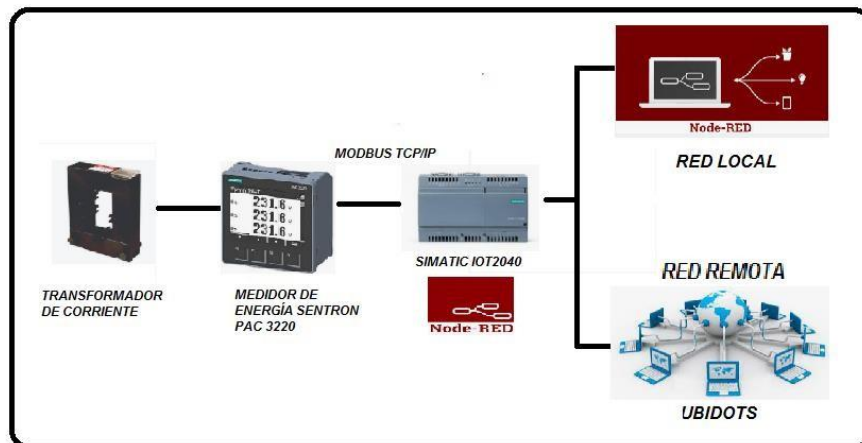 TRANSFORMADOR
DE CORRIENTE
231.6
231.6
231.6
MEDIDOR DE
ENERGÍA SENTRON
PAC 3220
MODBUS TCP/IP
SIMATIC IOT2040
Node-RED
Node-RED
RED LOCAL
RED REMOTA
UBIDOTS